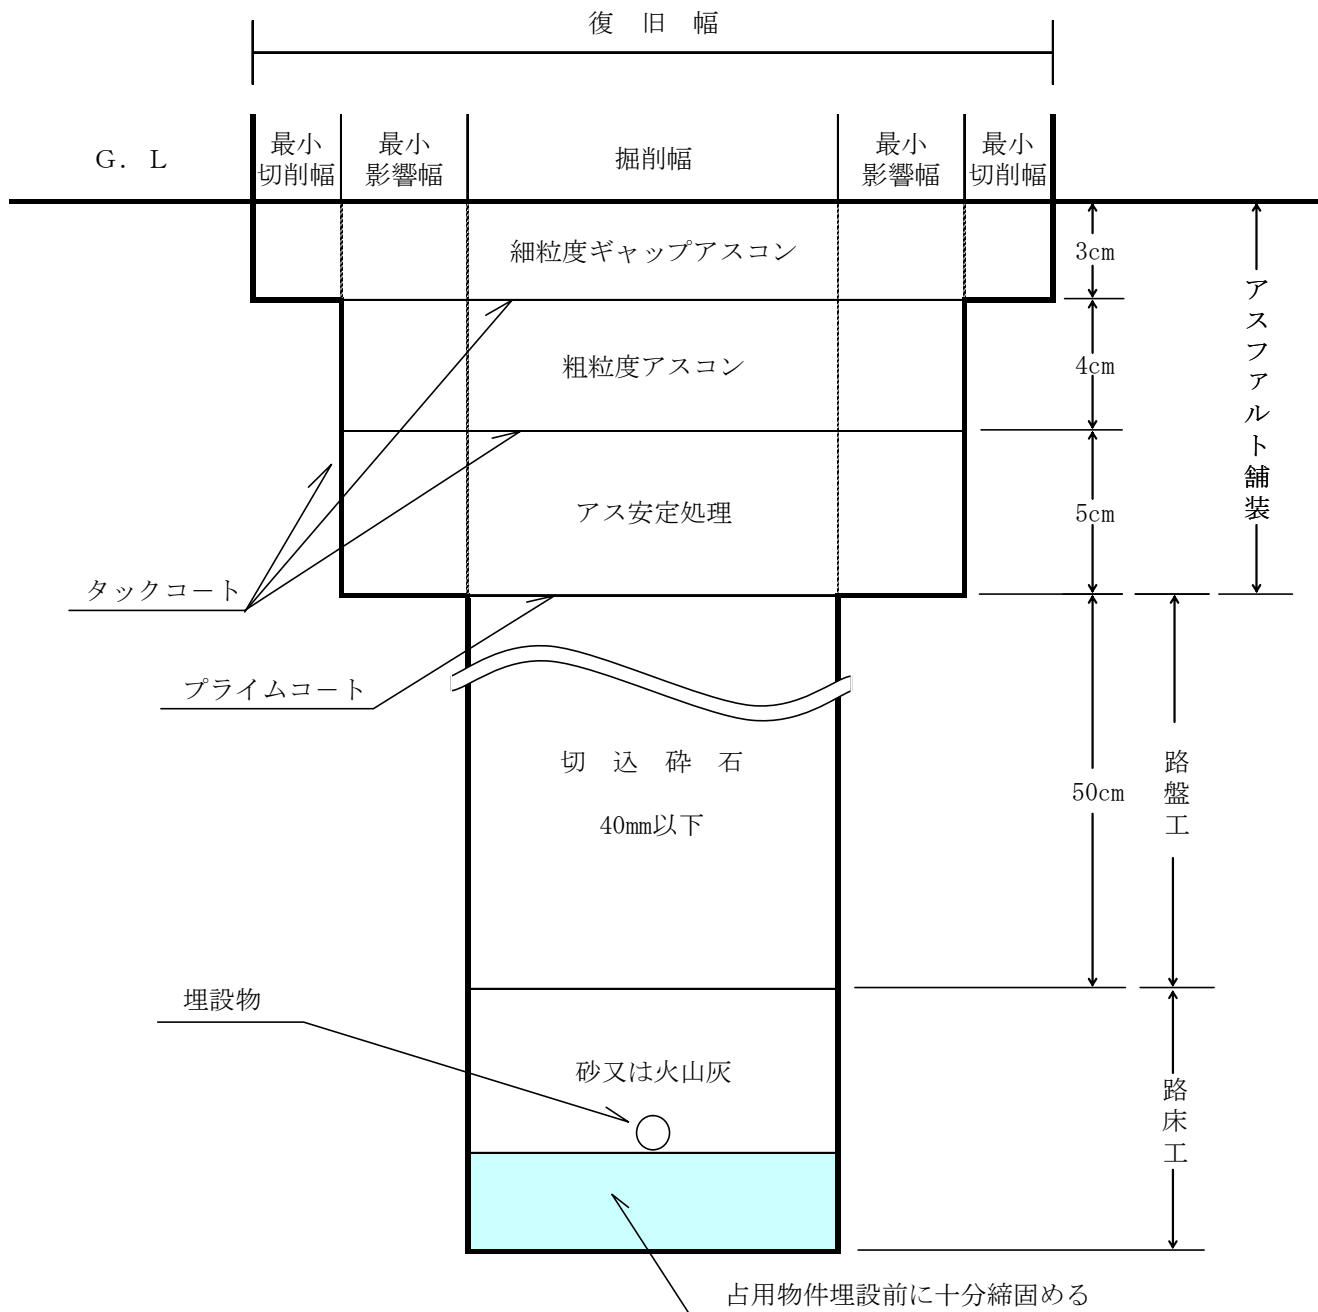 復　旧　幅
G．L
最小
切削幅
最小
影響幅
掘削幅
最小
影響幅
最小
切削幅
細粒度ギャップアスコン
3cm
粗粒度アスコン
4cm
アスファルト舗装
アス安定処理
5cm
タックコート
プライムコート
切　込　砕　石
40mm以下
50cm
路盤工
埋設物
砂又は火山灰
路床工
占用物件埋設前に十分締固める